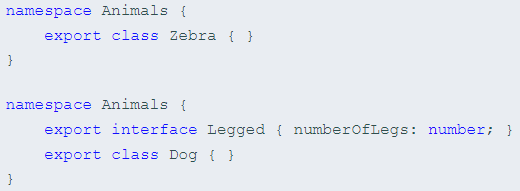 namespace Animals {
    export class Zebra { }
}

namespace Animals {
    export interface Legged { numberOfLegs: number; }
    export class Dog { }
}